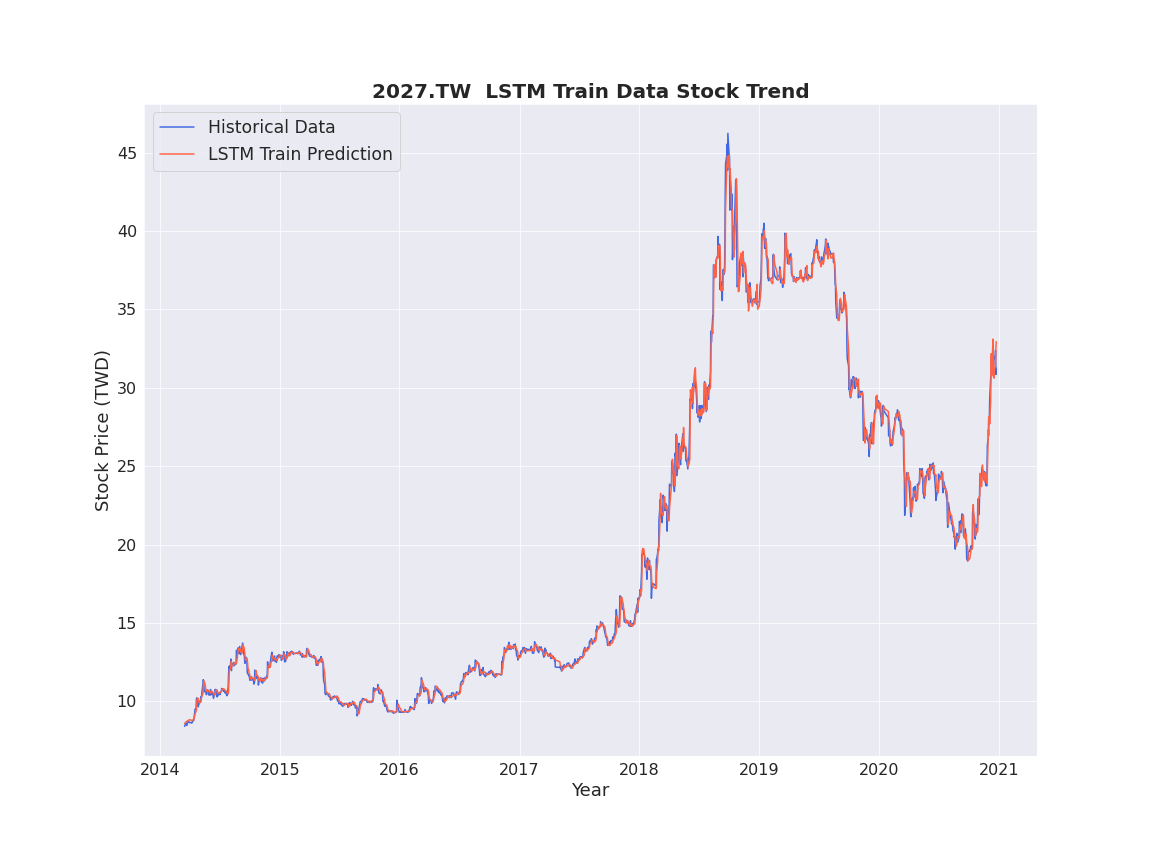 2027.TW  LSTM Train Data Stock Trend
Historical Data
LSTM Train Prediction
Stock Price (TWD)
45
40
35
30
25
20
15
10
2014 2015 2016 2017 2018 2019 2020 2021
Year